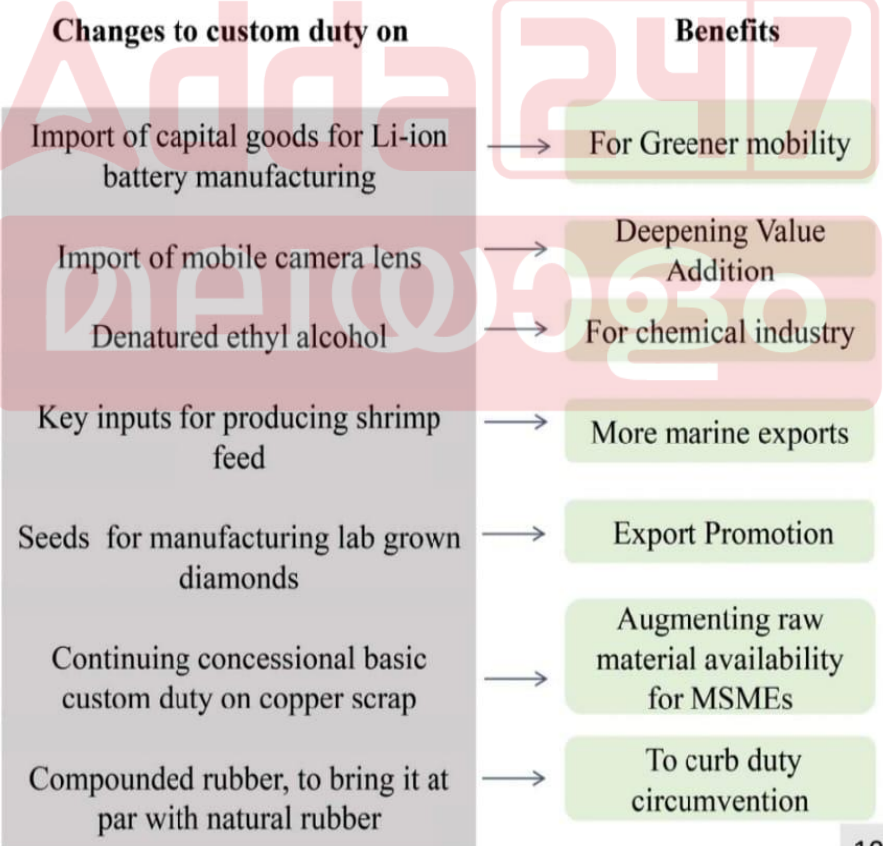 Changes to custom duty on
Benefits
Import of capital goods for Li-ion
battery manufacturing
For Greener mobility
Import of mobile camera lens
Deepening Value
Addition
Denatured ethyl alcohol
For chemical industry
Key inputs for producing shrimp
feed
More marine exports
Seeds for manufacturing lab grown
diamonds
Export Promotion
Continuing concessional basic
custom duty on copper scrap
Augmenting raw
material availability
for MSMEs
Compounded rubber, to bring it at
par with natural rubber
To curb duty
circumvention
Adda247
മലയാളം